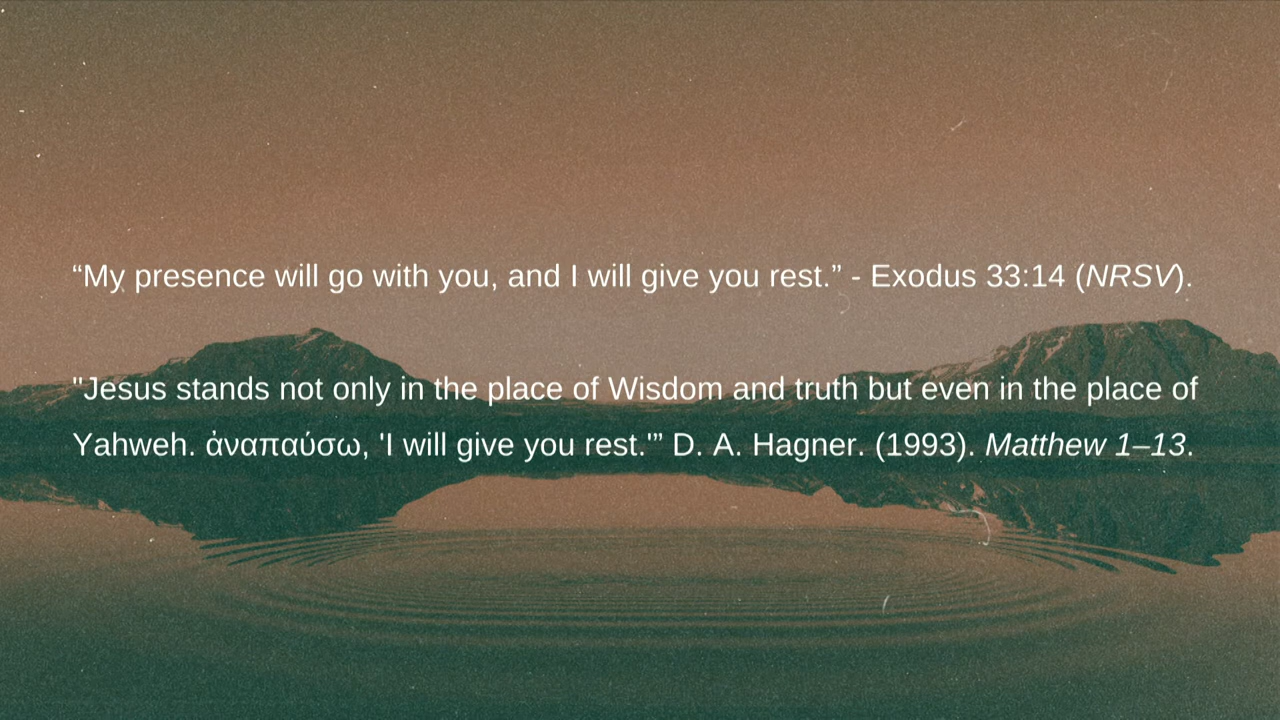 “My presence will go with you, and I will give you rest.” - Exodus 33:14 (NRSV).
"Jesus stands not only in the place of Wisdom and truth but even in the place of
Yahweh. ἀναπαύσω, 'I will give you rest.'” D. A. Hagner. (1993). Matthew 1–13.